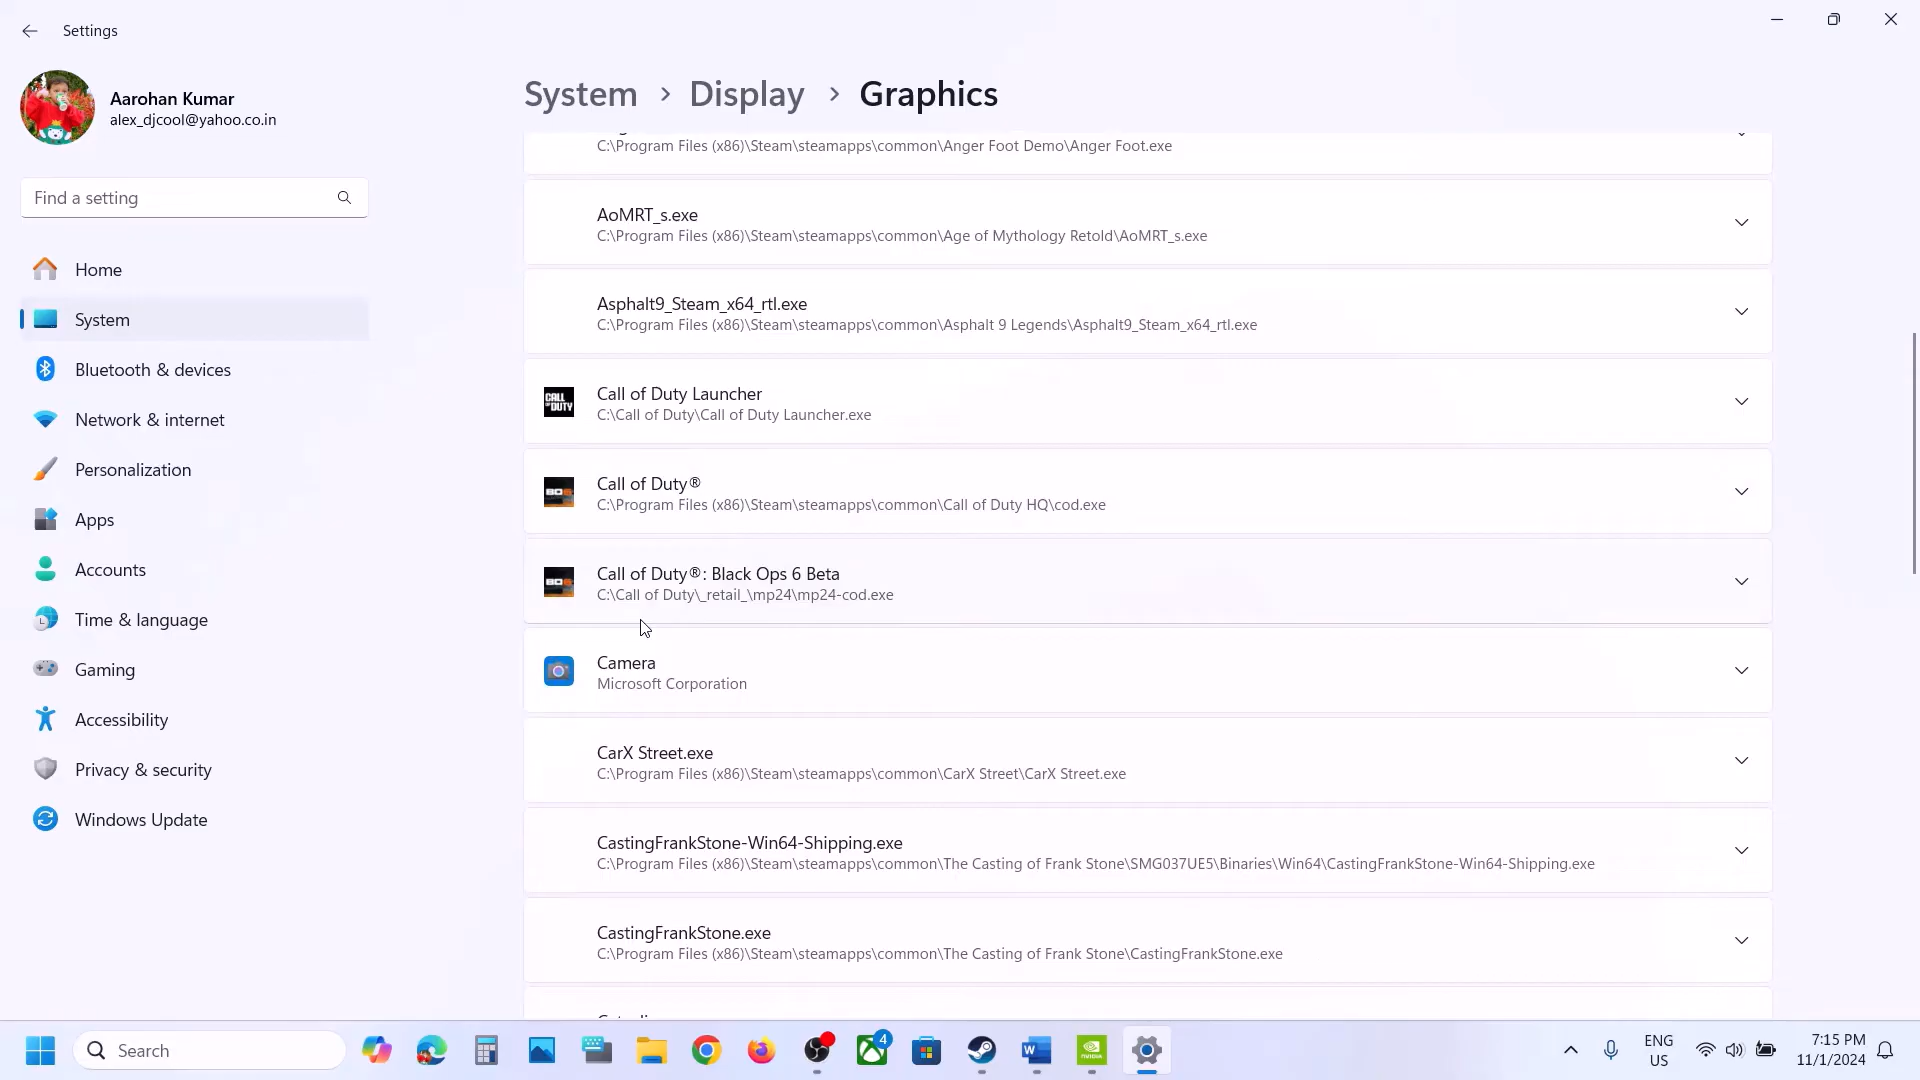 Settings
Aarohan Kumar
alex_djcool@yahoo.co.in
Find a setting
Home
System
Bluetooth & devices
Network & internet
Personalization
Apps
Accounts
Time & language
Gaming
Accessibility
Privacy & security
Windows Update
System > Display > Graphics
C:\Program Files (x86)\Steam\steamapps\common\Anger Foot Demo\Anger Foot.exe
AoMRT_s.exe
C:\Program Files (x86)\Steam\steamapps\common\Age of Mythology Retold\AoMRT_s.exe
Asphalt9_Steam_x64_rtl.exe
C:\Program Files (x86)\Steam\steamapps\common\Asphalt 9 Legends\Asphalt9_Steam_x64_rtl.exe
CALL OF DUTY
Call of Duty Launcher
C:\Call of Duty\Call of Duty Launcher.exe
BO6
Call of Duty®
C:\Program Files (x86)\Steam\steamapps\common\Call of Duty HQ\cod.exe
BO6
Call of Duty®: Black Ops 6 Beta
C:\Call of Duty\_retail_\mp24\mp24-cod.exe
Camera
Microsoft Corporation
CarX Street.exe
C:\Program Files (x86)\Steam\steamapps\common\CarX Street\CarX Street.exe
CastingFrankStone-Win64-Shipping.exe
C:\Program Files (x86)\Steam\steamapps\common\The Casting of Frank Stone\SMG037UE5\Binaries\Win64\CastingFrankStone-Win64-Shipping.exe
CastingFrankStone.exe
C:\Program Files (x86)\Steam\steamapps\common\The Casting of Frank Stone\CastingFrankStone.exe
Search
4
NVIDIA
ENG
US
7:15 PM
11/1/2024